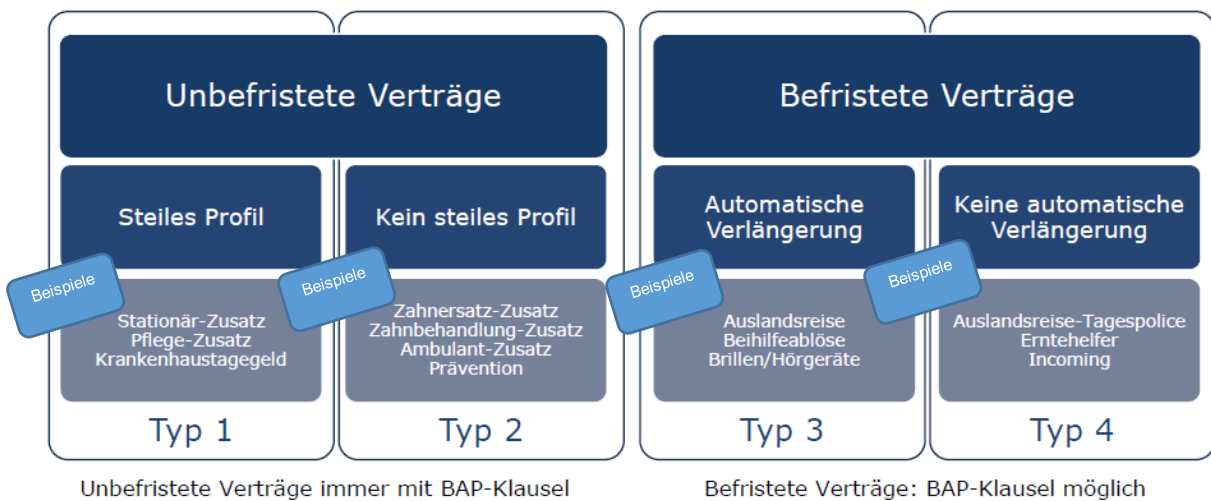 Unbefristete Verträge
Befristete Verträge
Steiles Profil
Kein steiles Profil
Automatische
Verlängerung
Keine automatische
Verlängerung
Beispiele
Beispiele
Beispiele
Beispiele
Stationär-Zusatz
Pflege-Zusatz
Krankenhaustagegeld
Zahnersatz-Zusatz
Zahnbehandlung-Zusatz
Ambulant-Zusatz
Prävention
Auslandsreise
Beihilfeablöse
Brillen/Hörgeräte
Auslandsreise-Tagespolice
Erntehelfer
Incoming
Typ 1
Typ 2
Typ 3
Typ 4
Unbefristete Verträge immer mit BAP-Klausel
Befristete Verträge: BAP-Klausel möglich